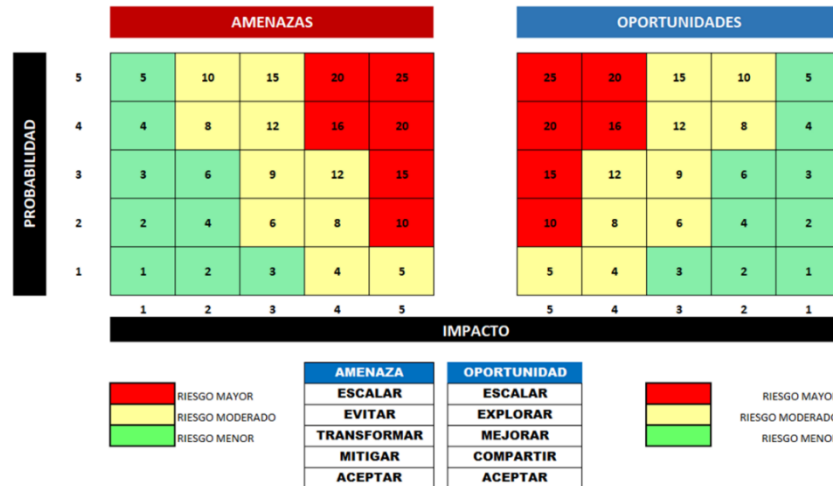 AMENAZAS OPORTUNIDADES
PROBABILIDAD
5 5 10 15 20 25 25 20 15 10 5
4 4 8 12 16 20 20 16 12 8 4
3 3 6 9 12 15 15 12 9 6 3
2 2 4 6 8 10 10 8 6 4 2
1 1 2 3 4 5 5 4 3 2 1
1 2 3 4 5 5 4 3 2 1
IMPACTO
AMENAZA OPORTUNIDAD
RIESGO MAYOR ESCALAR ESCALAR RIESGO MAYOR
RIESGO MODERADO EVITAR EXPLORAR RIESGO MODERADO
RIESGO MENOR TRANSFORMAR MEJORAR RIESGO MENOR
MITIGAR COMPARTIR
ACEPTAR ACEPTAR